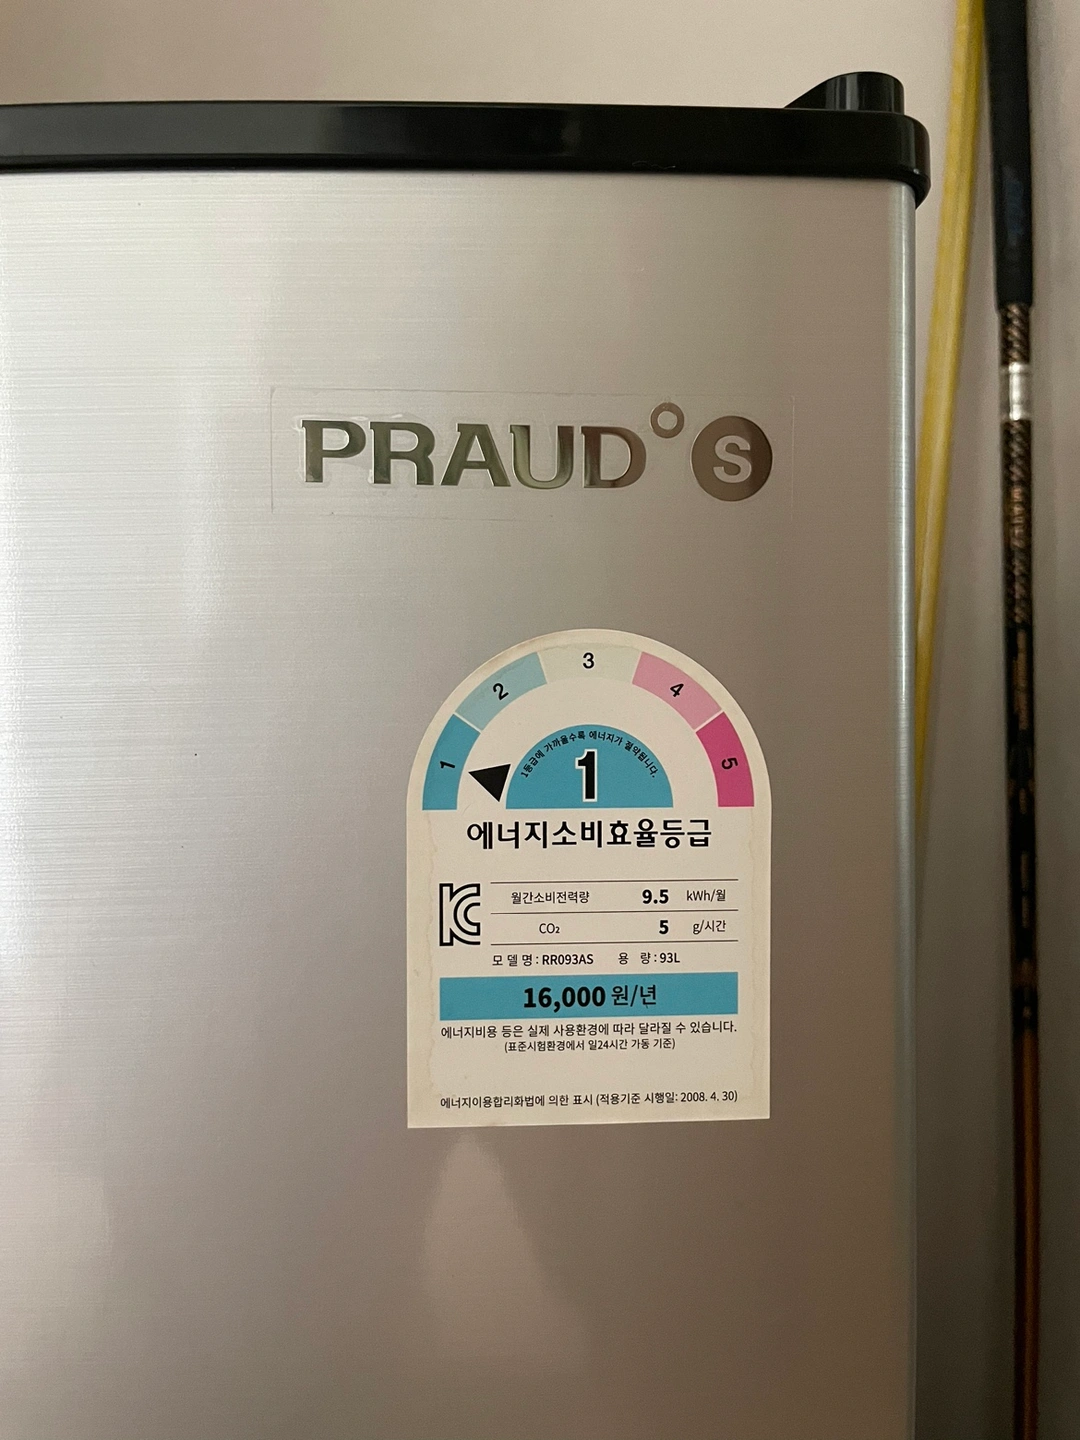 PRAUD° S
1 2 3 4 5
1등급에 가까울수록 에너지가 절약됩니다.
1
에너지소비효율등급
월간소비전력량 9.5 kWh/월
CO₂ 5 g/시간
모 델 명 : RR093AS 용 량 : 93L
16,000 원/년
에너지비용 등은 실제 사용환경에 따라 달라질 수 있습니다.
(표준시험환경에서 일24시간 가동 기준)
에너지이용합리화법에 의한 표시 (적용기준 시행일: 2008. 4. 30)